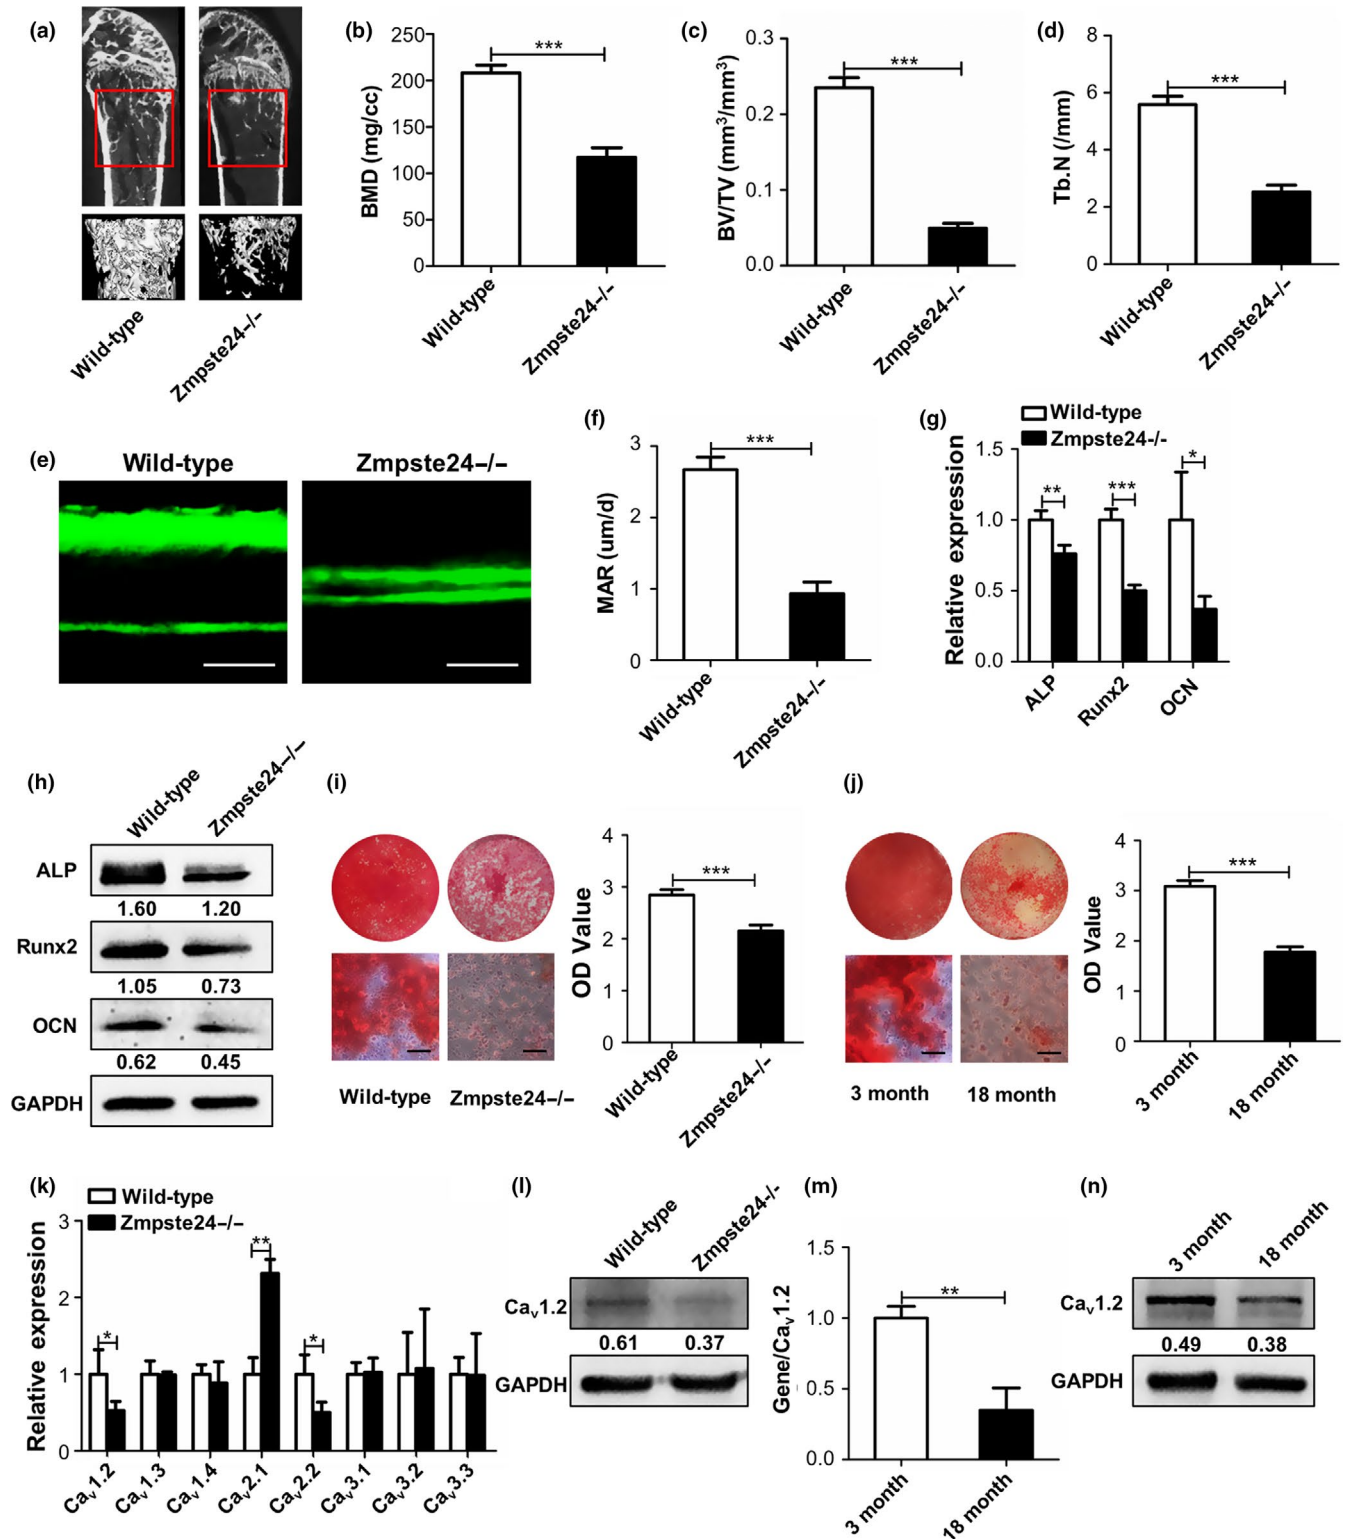 (a)
Wild-type
Zmpste24–/–
(b)
BMD (mg/cc)
250
200
150
100
50
0
***
Wild-type
Zmpste24–/–
(c)
BV/TV (mm³/mm³)
0.3
0.2
0.1
0.0
***
Wild-type
Zmpste24–/–
(d)
Tb.N (/mm)
8
6
4
2
0
***
Wild-type
Zmpste24–/–
(e)
Wild-type
Zmpste24–/–
(f)
MAR (um/d)
3
2
1
0
***
Wild-type
Zmpste24–/–
(g)
Wild-type
Zmpste24-/-
Relative expression
1.5
1.0
0.5
0.0
**
***
*
ALP
Runx2
OCN
(h)
Wild-type
Zmpste24–/–
ALP
1.60 1.20
Runx2
1.05 0.73
OCN
0.62 0.45
GAPDH
(i)
Wild-type
Zmpste24–/–
OD Value
4
3
2
1
0
***
Wild-type
Zmpste24–/–
(j)
3 month
18 month
OD Value
4
3
2
1
0
***
3 month
18 month
(k)
Wild-type
Zmpste24–/–
Relative expression
3
2
1
0
*
**
*
Caᵥ1.2
Caᵥ1.3
Caᵥ1.4
Caᵥ2.1
Caᵥ2.2
Caᵥ3.1
Caᵥ3.2
Caᵥ3.3
(l)
Wild-type
Zmpste24-/-
Caᵥ1.2
0.61 0.37
GAPDH
(m)
Gene/Caᵥ1.2
1.5
1.0
0.5
0.0
**
3 month
18 month
(n)
3 month
18 month
Caᵥ1.2
0.49 0.38
GAPDH